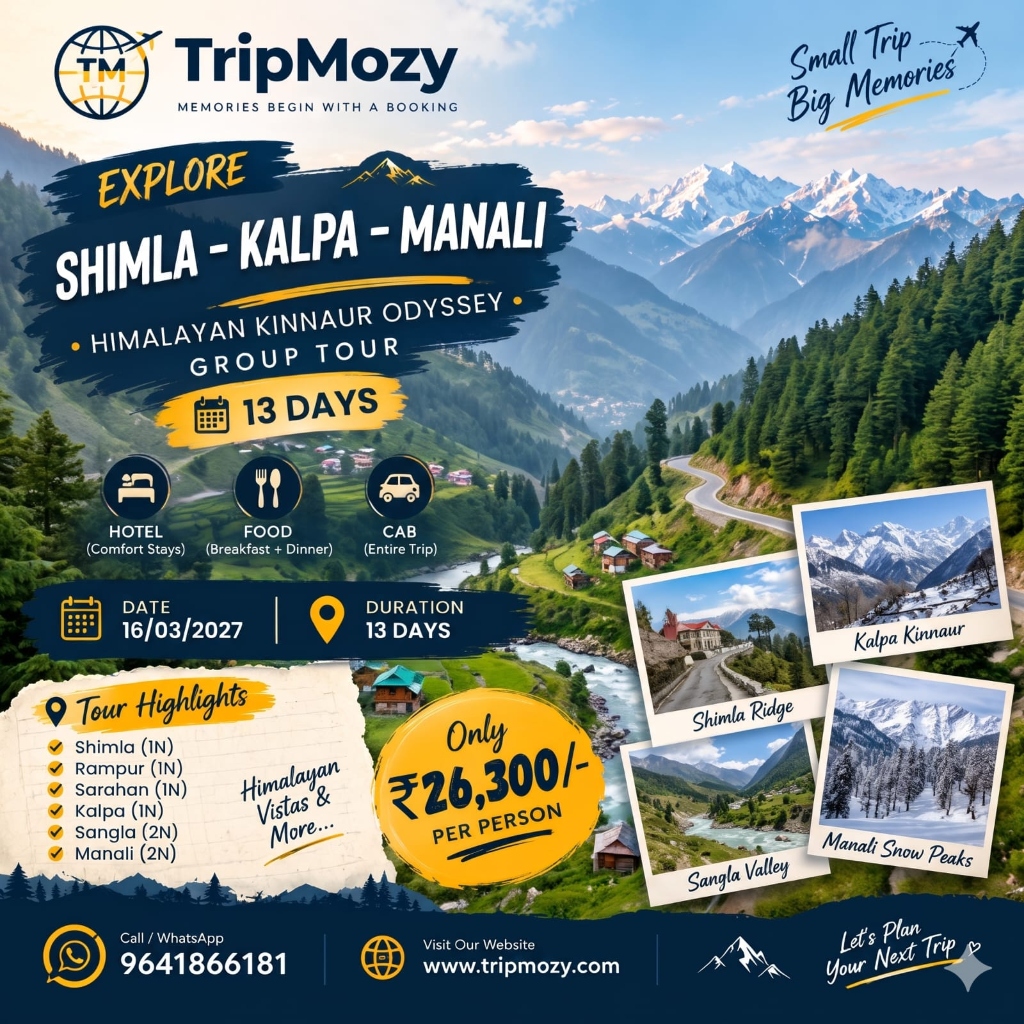 TM
TripMozy
MEMORIES BEGIN WITH A BOOKING
Small Trip
Big Memories
EXPLORE
SHIMLA - KALPA - MANALI
• HIMALAYAN KINNAUR ODYSSEY •
GROUP TOUR
13 DAYS
HOTEL
(Comfort Stays)
FOOD
(Breakfast + Dinner)
CAB
(Entire Trip)
DATE
16/03/2027
DURATION
13 DAYS
Tour Highlights
Shimla (1N)
Rampur (1N)
Sarahan (1N)
Kalpa (1N)
Sangla (2N)
Manali (2N)
Himalayan
Vistas &
More...
Only
₹26,300/-
PER PERSON
Kalpa Kinnaur
Shimla Ridge
Sangla Valley
Manali Snow Peaks
Call / WhatsApp
9641866181
Visit Our Website
www.tripmozy.com
Let's Plan
Your Next Trip